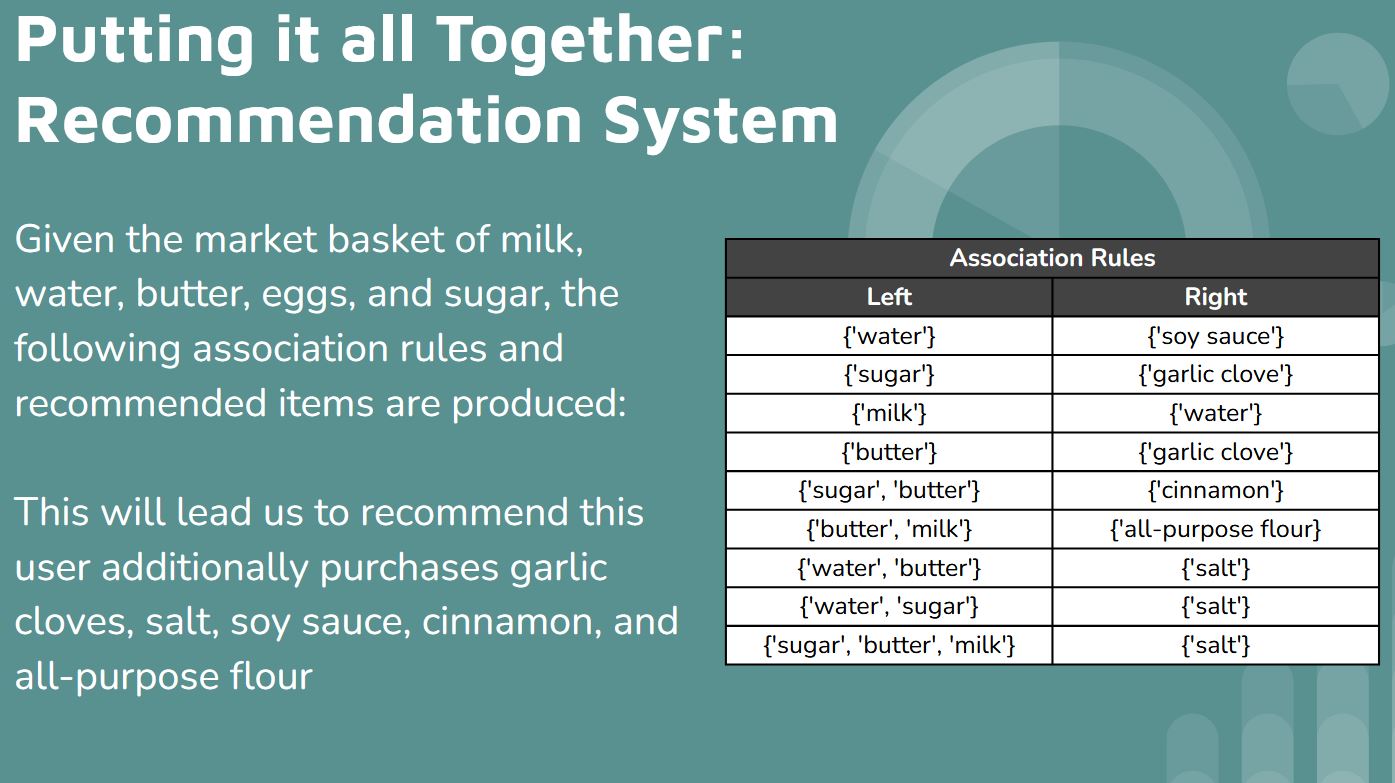 Putting it all Together:
Recommendation System
Given the market basket of milk,
water, butter, eggs, and sugar, the
following association rules and
recommended items are produced:
This will lead us to recommend this
user additionally purchases garlic
cloves, salt, soy sauce, cinnamon, and
all-purpose flour
Association Rules
Left Right
{'water'} {'soy sauce'}
{'sugar'} {'garlic clove'}
{'milk'} {'water'}
{'butter'} {'garlic clove'}
{'sugar', 'butter'} {'cinnamon'}
{'butter', 'milk'} {'all-purpose flour}
{'water', 'butter'} {'salt'}
{'water', 'sugar'} {'salt'}
{'sugar', 'butter', 'milk'} {'salt'}